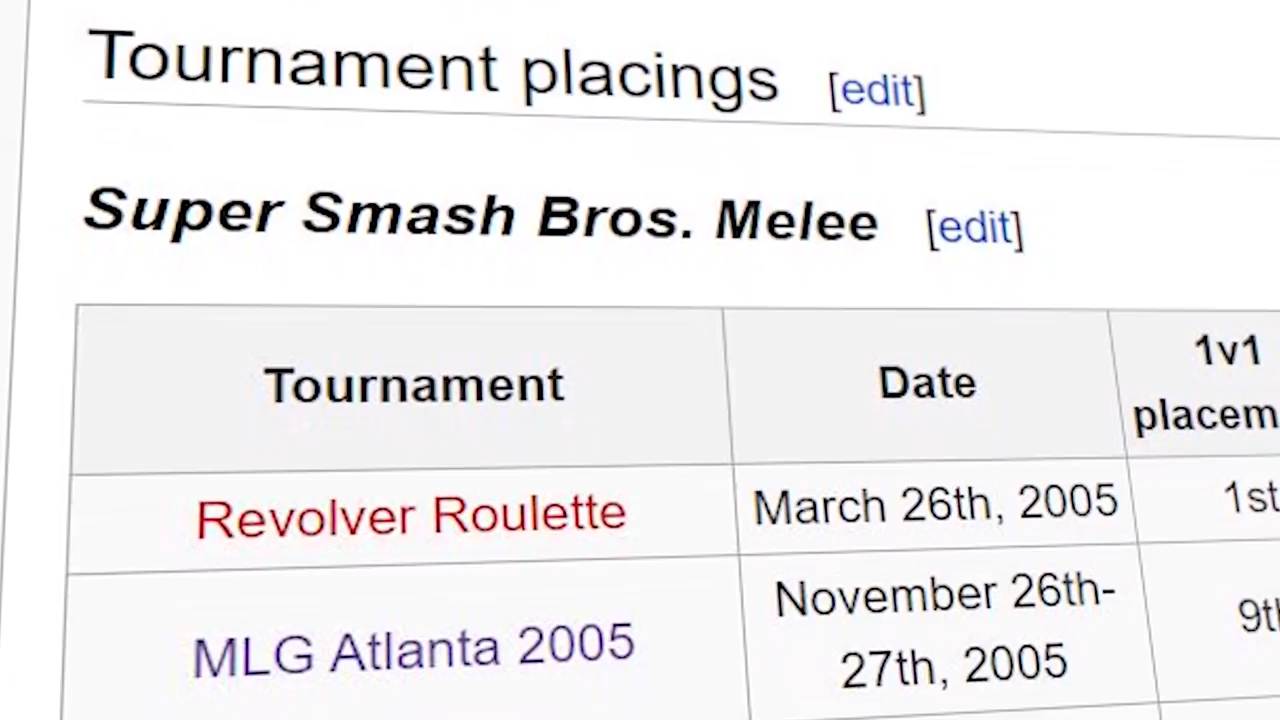 Tournament placings [edit]
Super Smash Bros. Melee [edit]
Tournament Date 1v1
placem
Revolver Roulette March 26th, 2005 1st
MLG Atlanta 2005 November 26th-
27th, 2005 9th